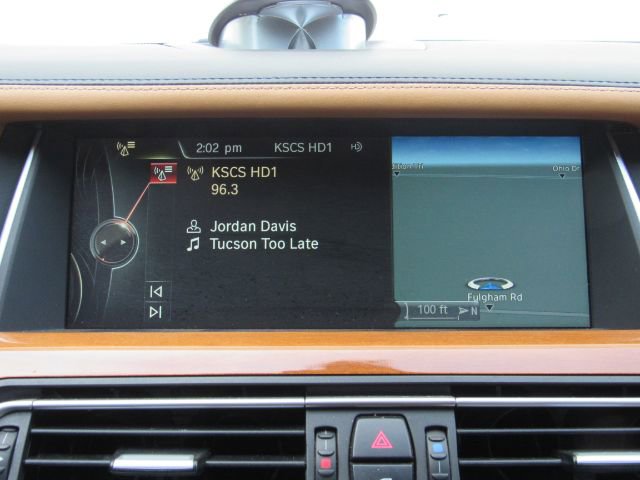 2:02 pm KSCS HD1
KSCS HD1
96.3
Jordan Davis
Tucson Too Late
Ohio Dr
Fulgham Rd
100 ft N